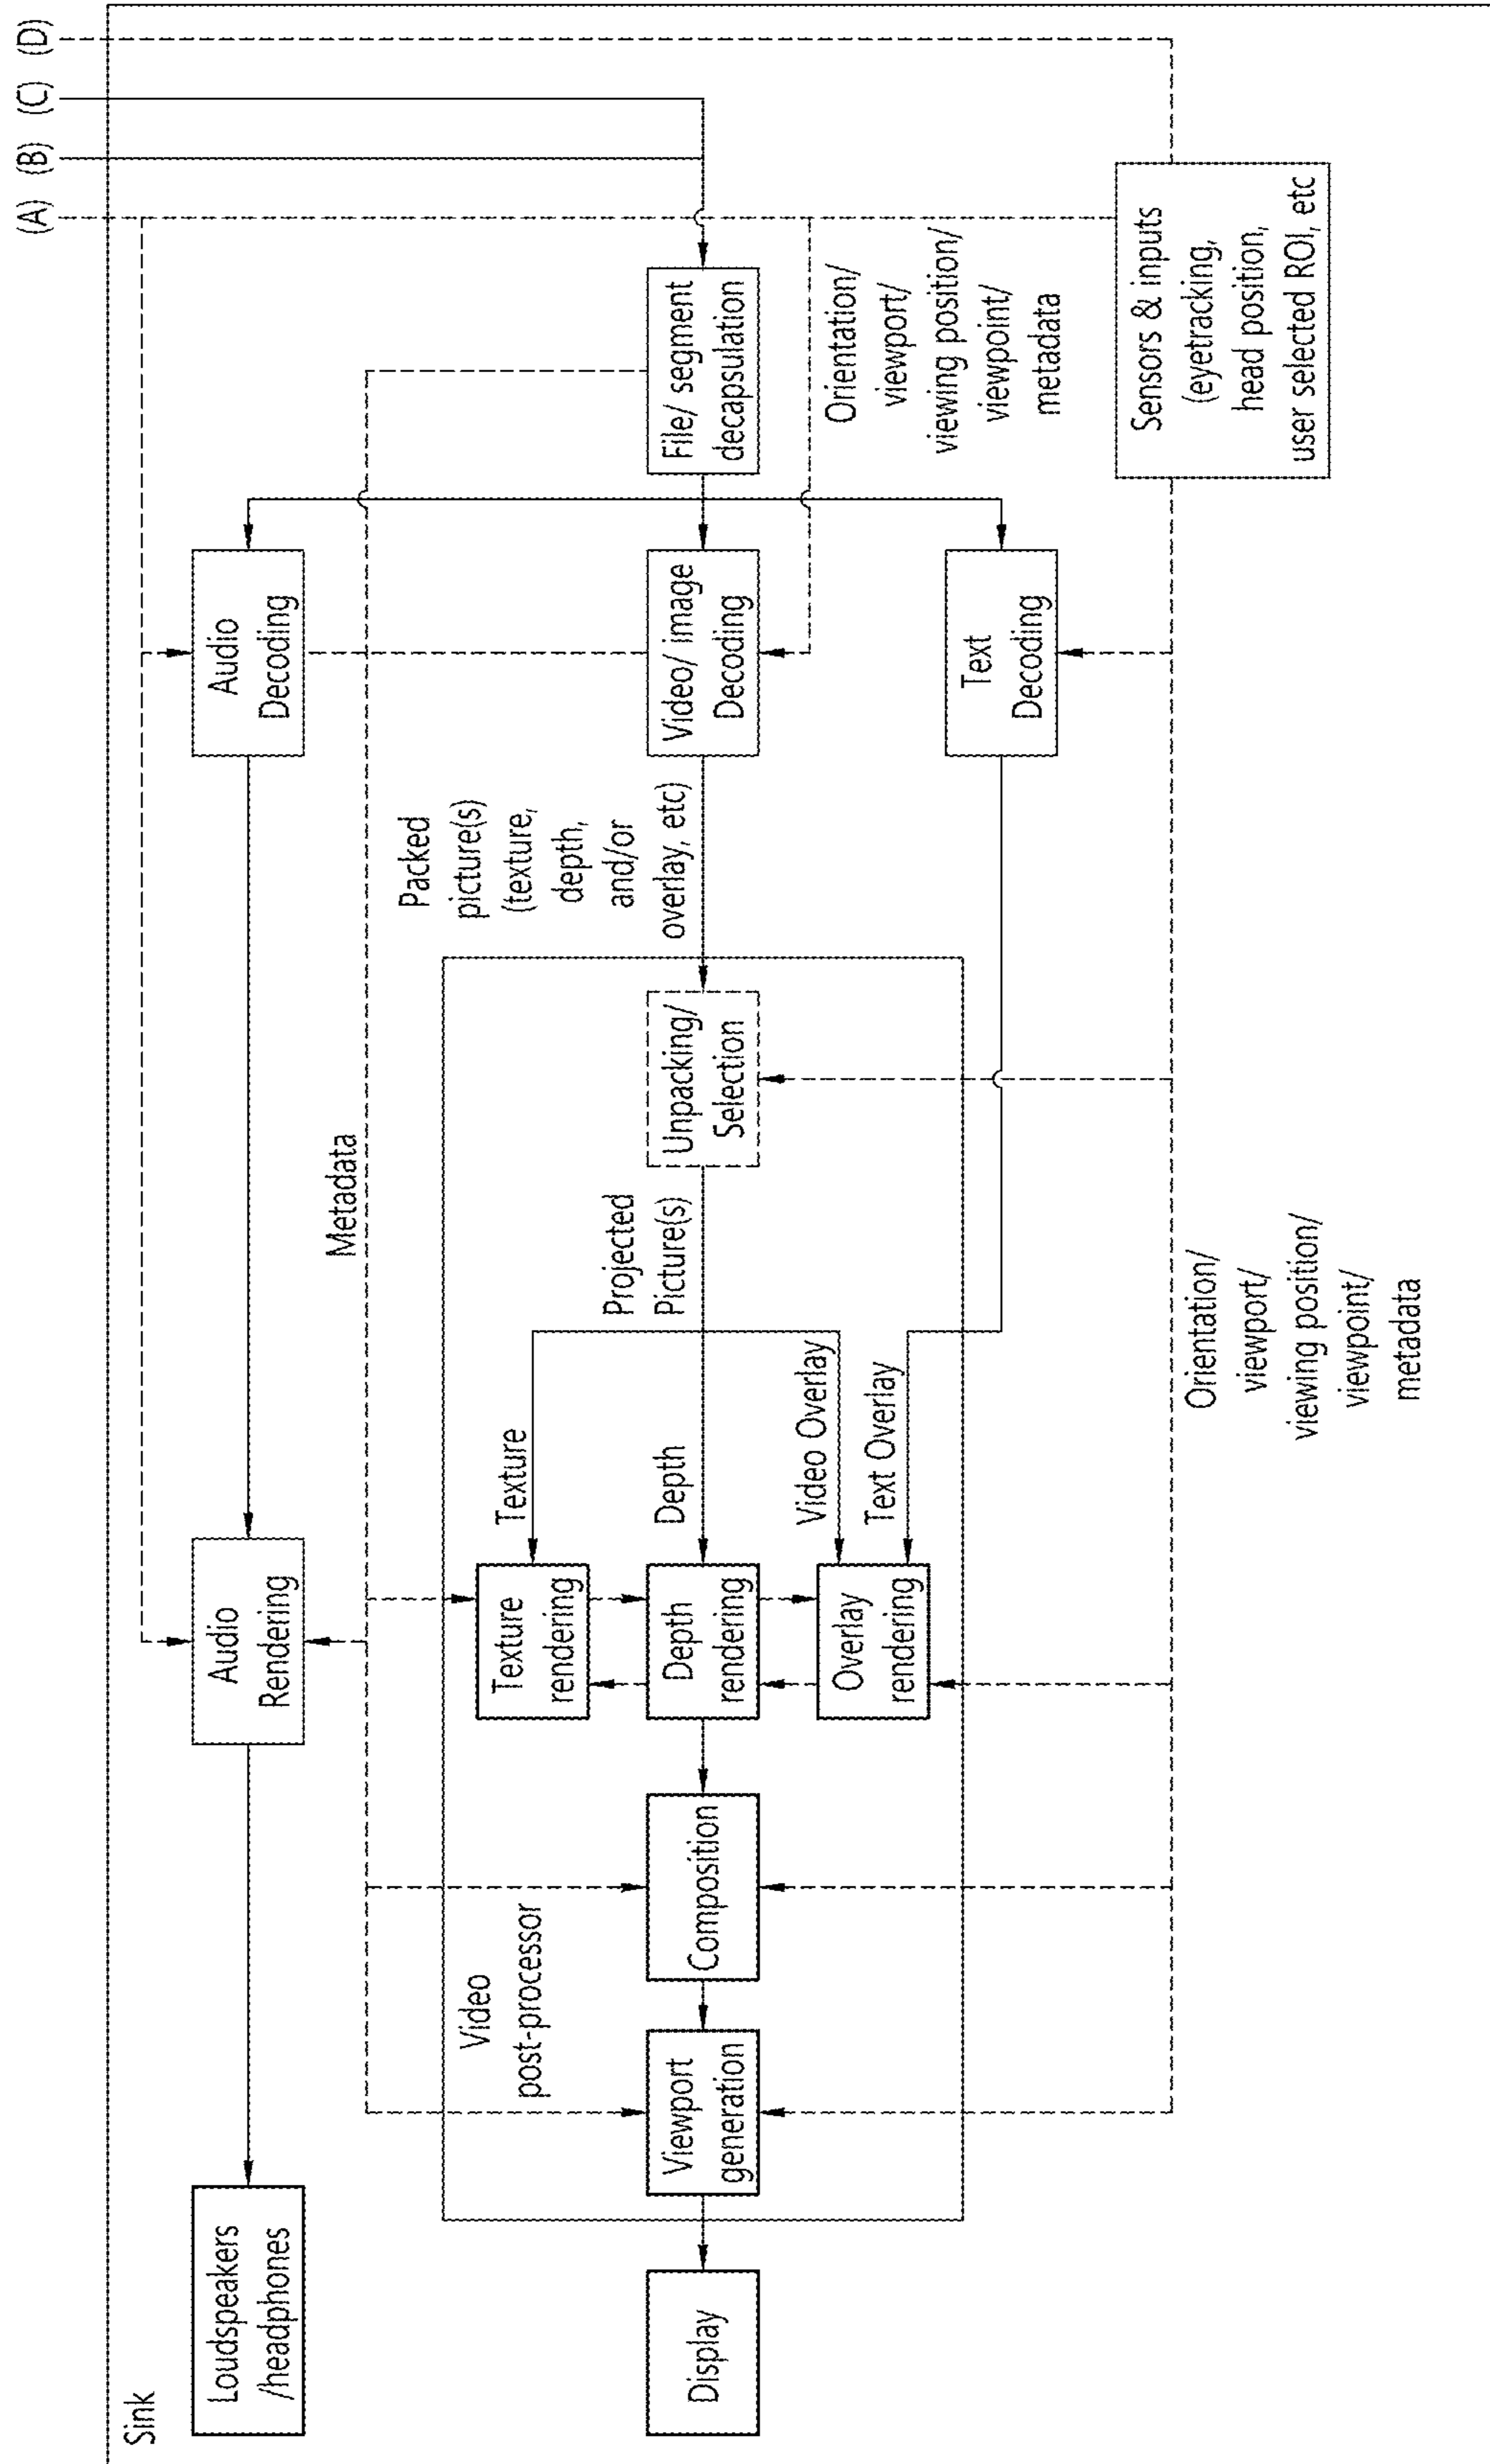 Sink
(A)
(B)
(C)
(D)
Loudspeakers
/headphones
Audio
Rendering
Audio
Decoding
Metadata
Video
post-processor
Packed
picture(s)
(texture,
depth,
and/or
overlay, etc)
Display
Viewport
generation
Composition
Texture
rendering
Depth
rendering
Overlay
rendering
Texture
Depth
Video Overlay
Text Overlay
Projected
Picture(s)
Unpacking/
Selection
Video/ image
Decoding
File/ segment
decapsulation
Text
Decoding
Orientation/
viewport/
viewing position/
viewpoint/
metadata
Orientation/
viewport/
viewing position/
viewpoint/
metadata
Sensors & inputs
(eyetracking,
head position,
user selected ROI, etc